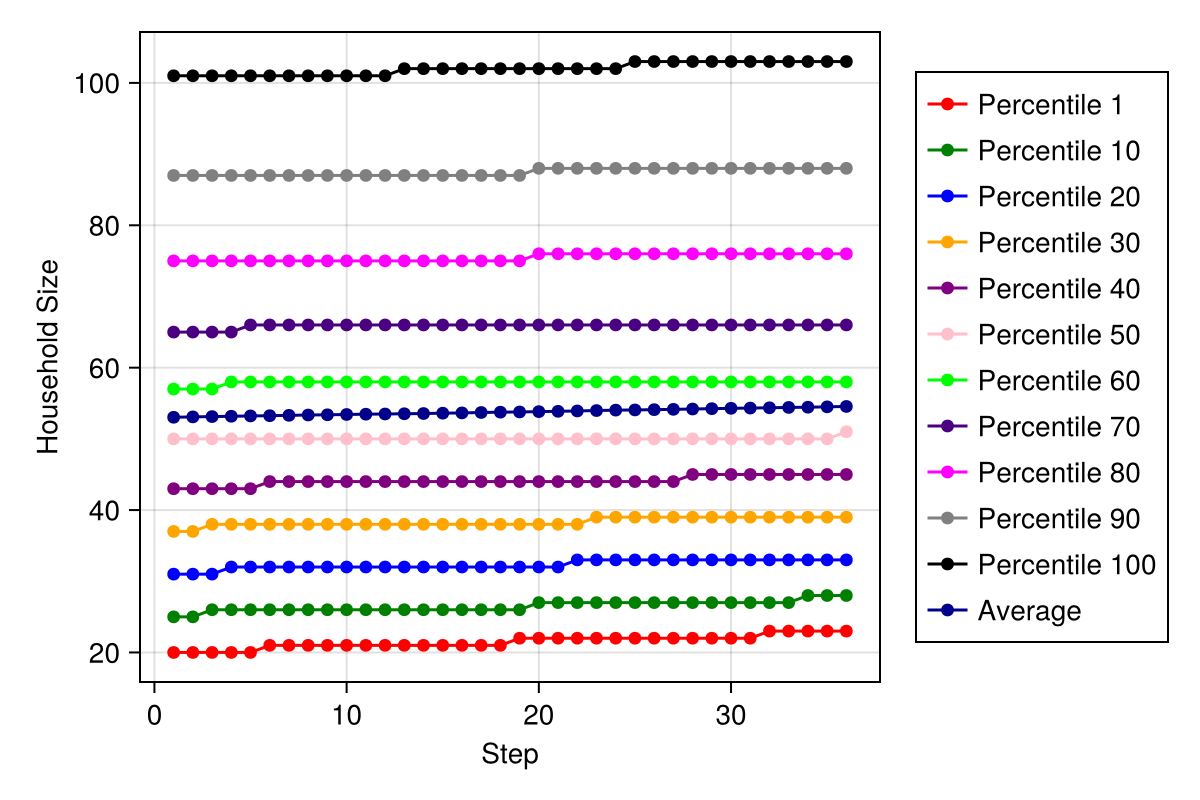 100
80
60
40
20
Household Size
0 10 20 30
Step
Percentile 1
Percentile 10
Percentile 20
Percentile 30
Percentile 40
Percentile 50
Percentile 60
Percentile 70
Percentile 80
Percentile 90
Percentile 100
Average